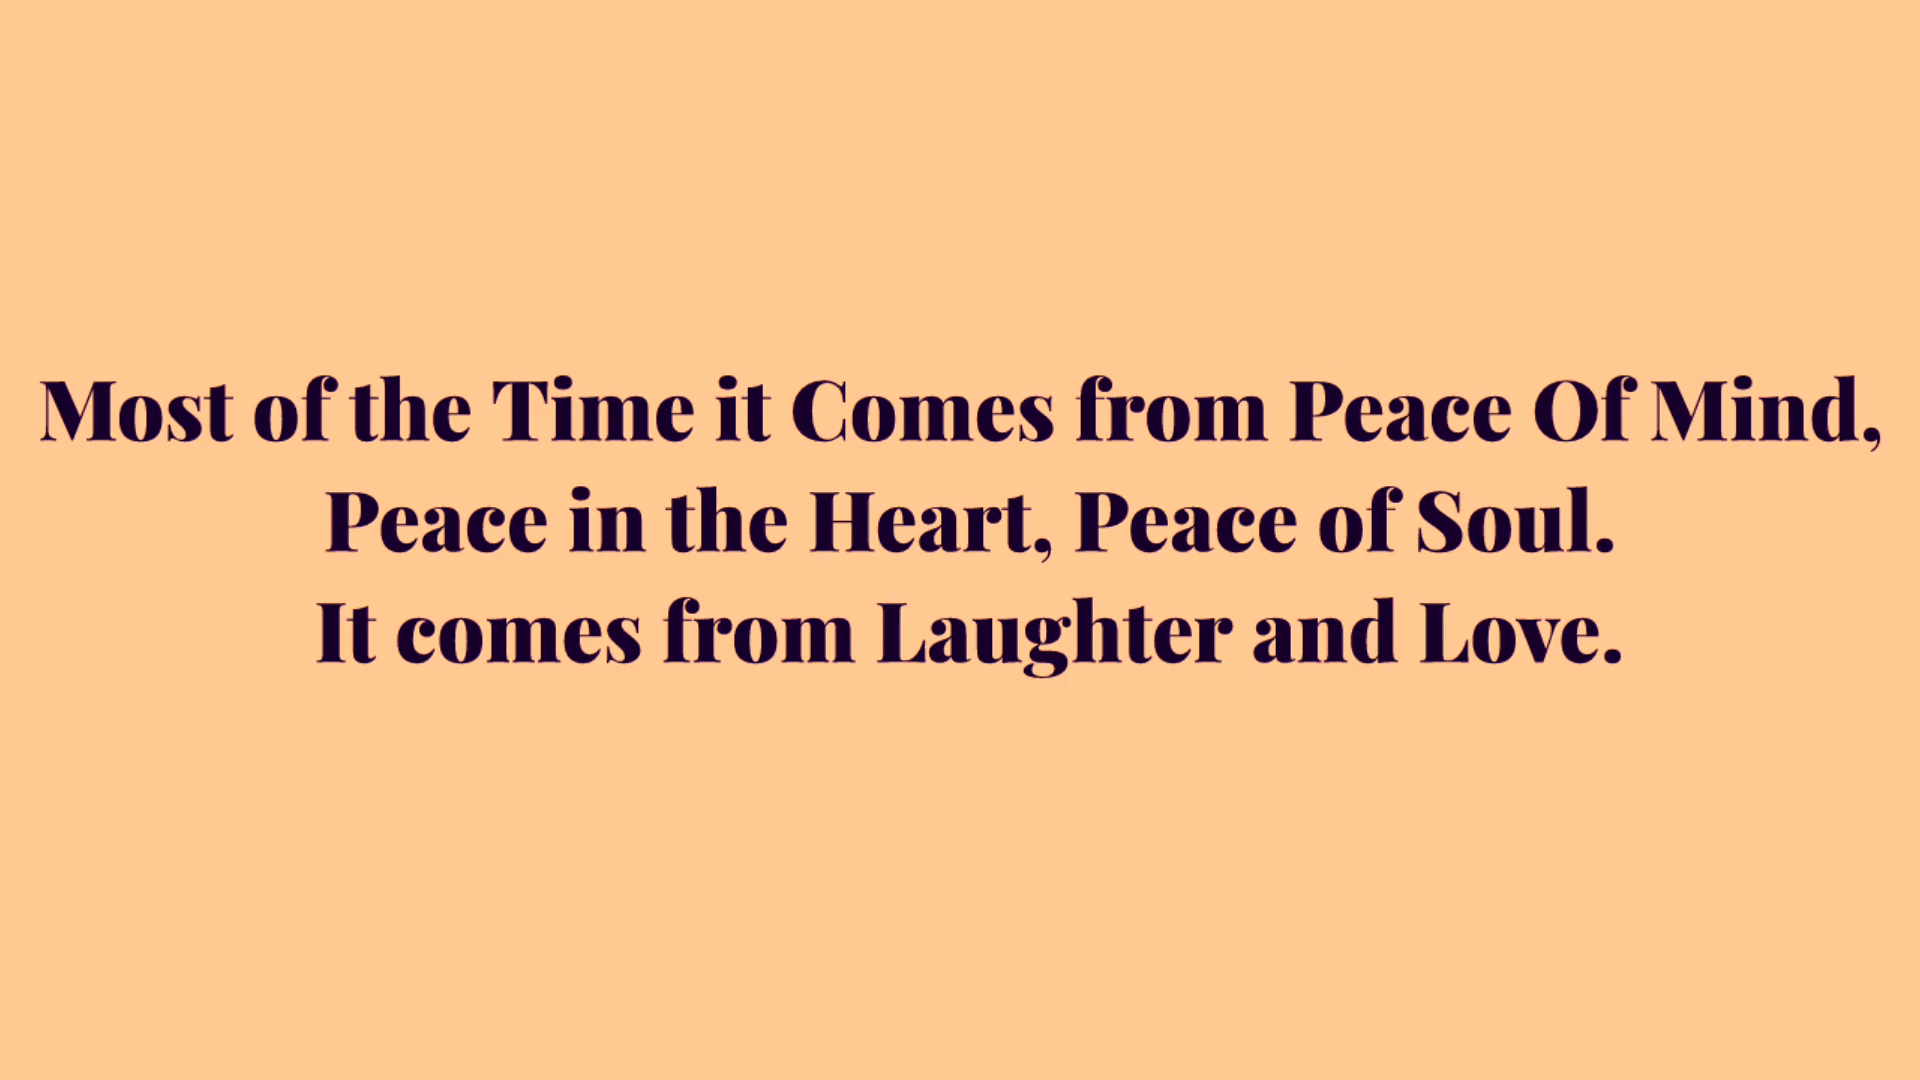 Most of the Time it Comes from Peace Of Mind,
Peace in the Heart, Peace of Soul.
It comes from Laughter and Love.